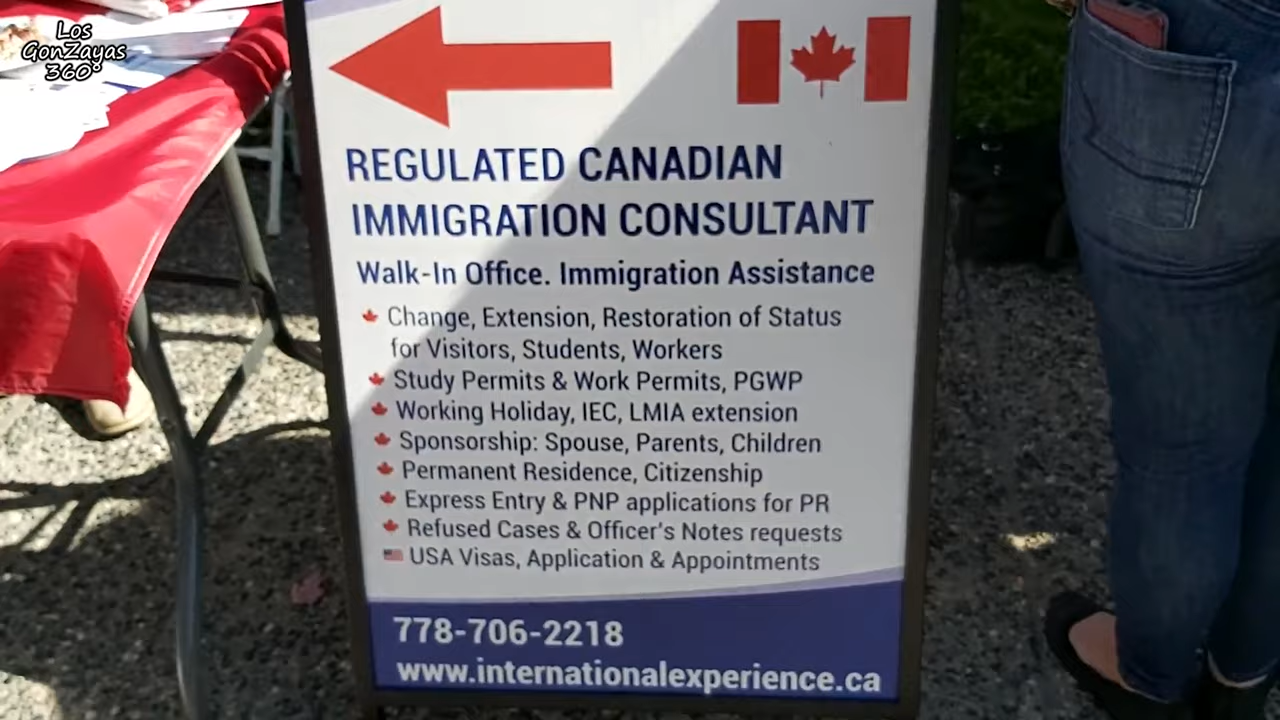 Los
GonZayas
360°
REGULATED CANADIAN
IMMIGRATION CONSULTANT
Walk-In Office. Immigration Assistance
Change, Extension, Restoration of Status
for Visitors, Students, Workers
Study Permits & Work Permits, PGWP
Working Holiday, IEC, LMIA extension
Sponsorship: Spouse, Parents, Children
Permanent Residence, Citizenship
Express Entry & PNP applications for PR
Refused Cases & Officer's Notes requests
USA Visas, Application & Appointments
778-706-2218
www.internationalexperience.ca